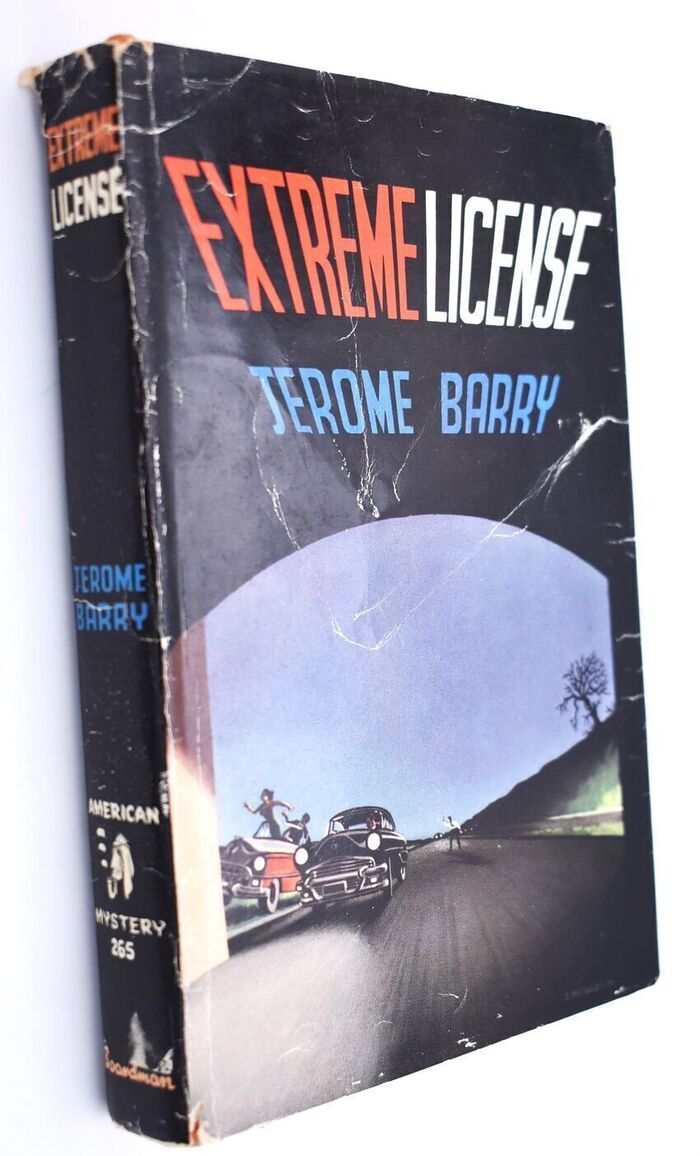 EXTREME LICENSE
JEROME BARRY
EXTREME
LICENSE
JEROME
BARRY
AMERICAN
MYSTERY
265
Boardman